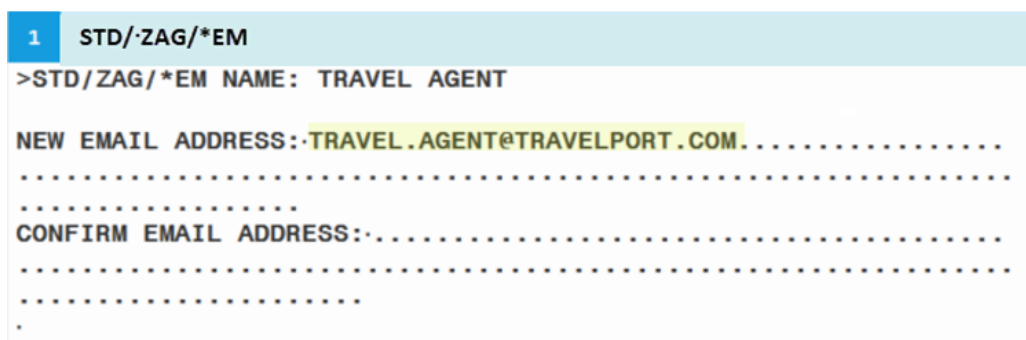 1 STD/·ZAG/*EM
>STD/ZAG/*EM NAME: TRAVEL AGENT
NEW EMAIL ADDRESS:·TRAVEL.AGENT@TRAVELPORT.COM.................
...............................................................
..................
CONFIRM EMAIL ADDRESS:·........................................
...............................................................
......................
.